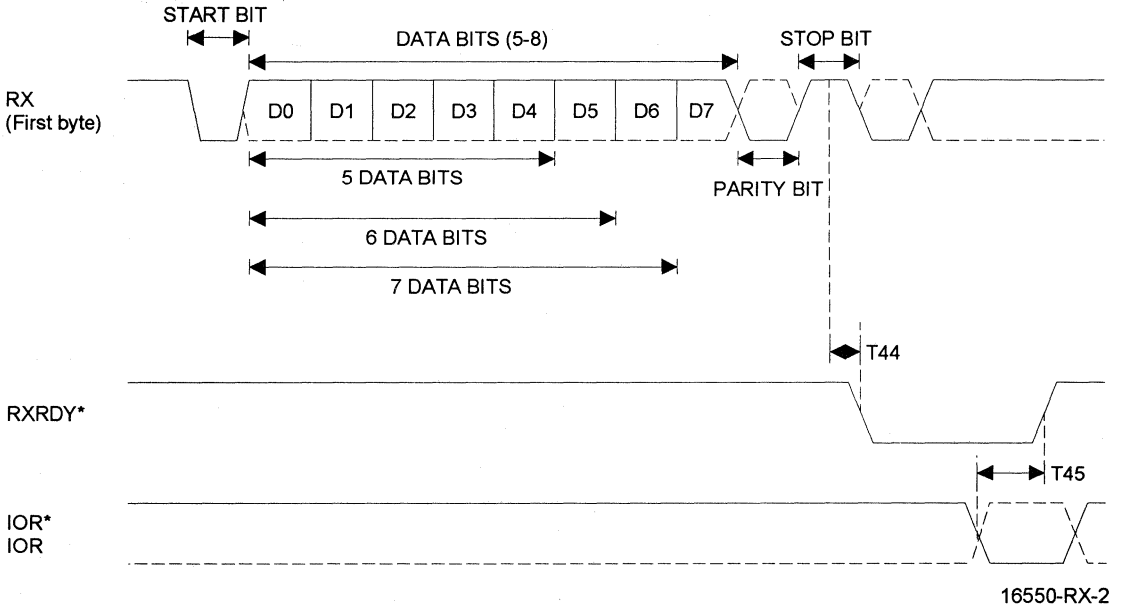 START BIT
DATA BITS (5-8)
STOP BIT
RX
(First byte)
D0 D1 D2 D3 D4 D5 D6 D7
5 DATA BITS
PARITY BIT
6 DATA BITS
7 DATA BITS
T44
RXRDY*
T45
IOR*
IOR
16550-RX-2